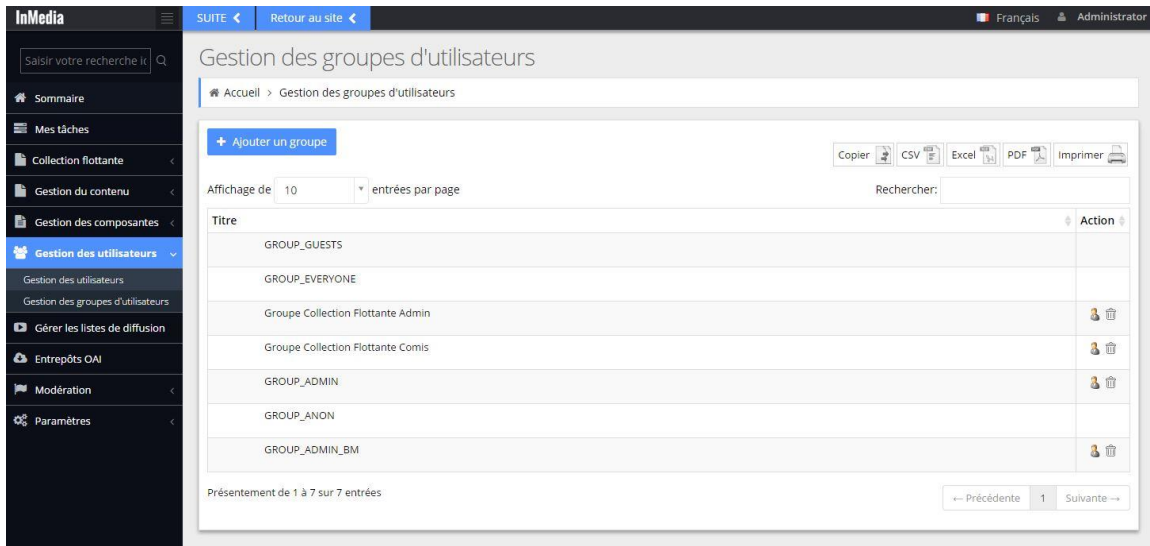 InMedia
SUITE
Retour au site
Français
Administrator
Saisir votre recherche ic
Sommaire
Mes tâches
Collection flottante
Gestion du contenu
Gestion des composantes
Gestion des utilisateurs
Gestion des utilisateurs
Gestion des groupes d'utilisateurs
Gérer les listes de diffusion
Entrepôts OAI
Modération
Paramètres
Gestion des groupes d'utilisateurs
Accueil > Gestion des groupes d'utilisateurs
+ Ajouter un groupe
Copier CSV Excel PDF Imprimer
Affichage de 10 entrées par page
Rechercher:
Titre Action
GROUP_GUESTS
GROUP_EVERYONE
Groupe Collection Flottante Admin
Groupe Collection Flottante Comis
GROUP_ADMIN
GROUP_ANON
GROUP_ADMIN_BM
Présentement de 1 à 7 sur 7 entrées
← Précédente 1 Suivante →